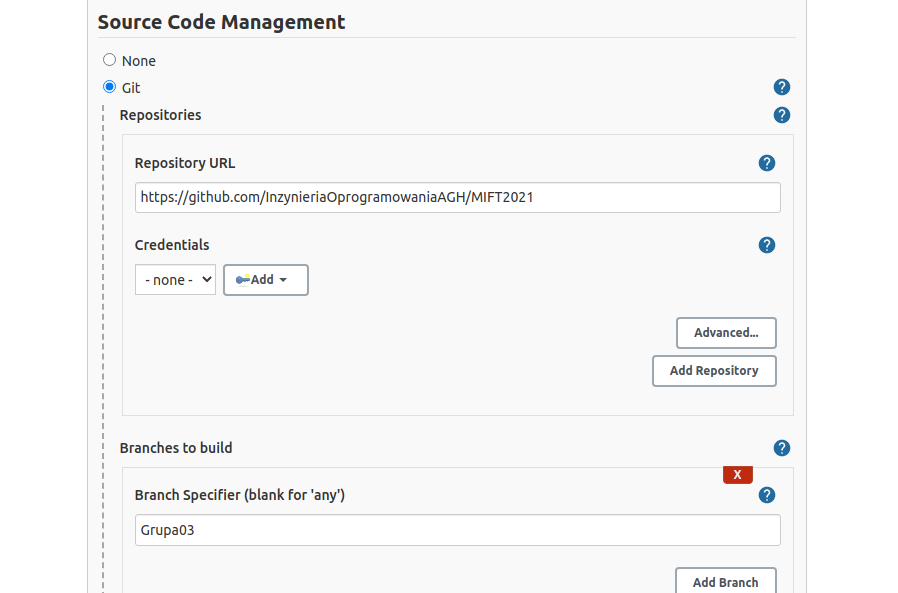 Source Code Management
None
Git
?
Repositories
?
Repository URL
?
https://github.com/InzynieriaOprogramowaniaAGH/MIFT2021
Credentials
?
- none -
Add
Advanced...
Add Repository
Branches to build
?
X
Branch Specifier (blank for 'any')
?
Grupa03
Add Branch